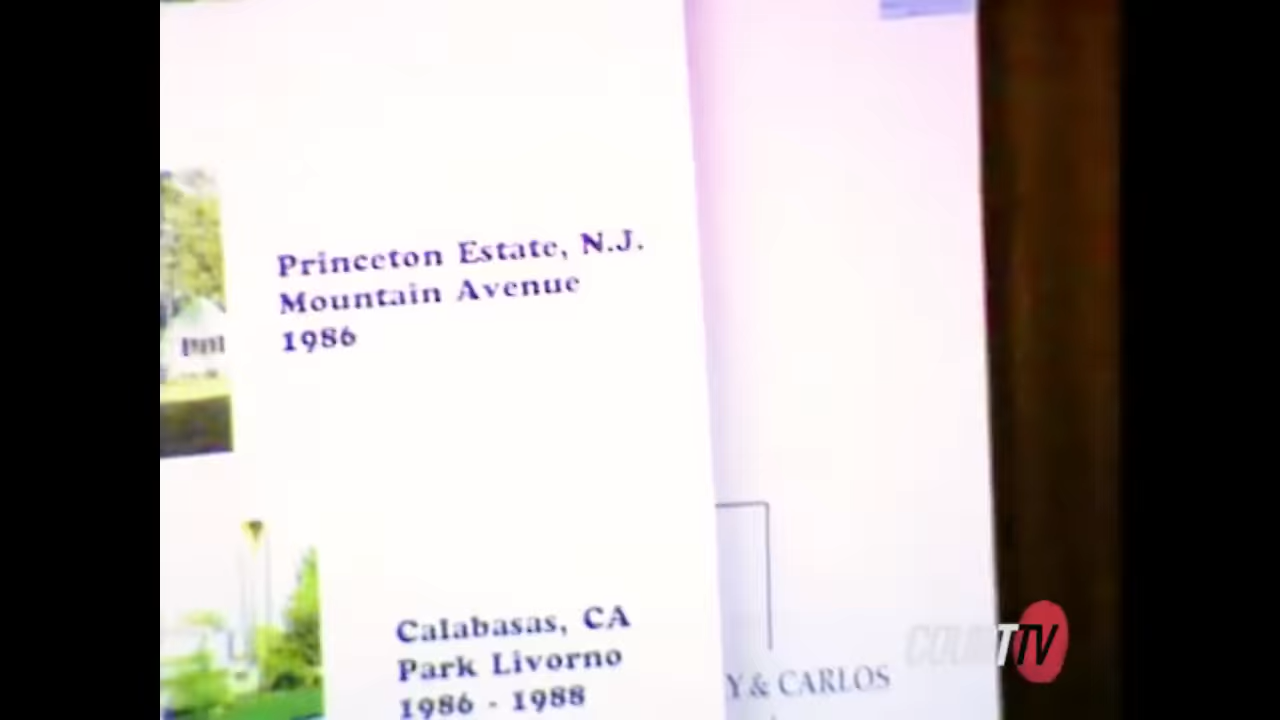 Princeton Estate, N.J.
Mountain Avenue
1986
Calabasas, CA
Park Livorno
1986 - 1988
Y & CARLOS
COURT TV